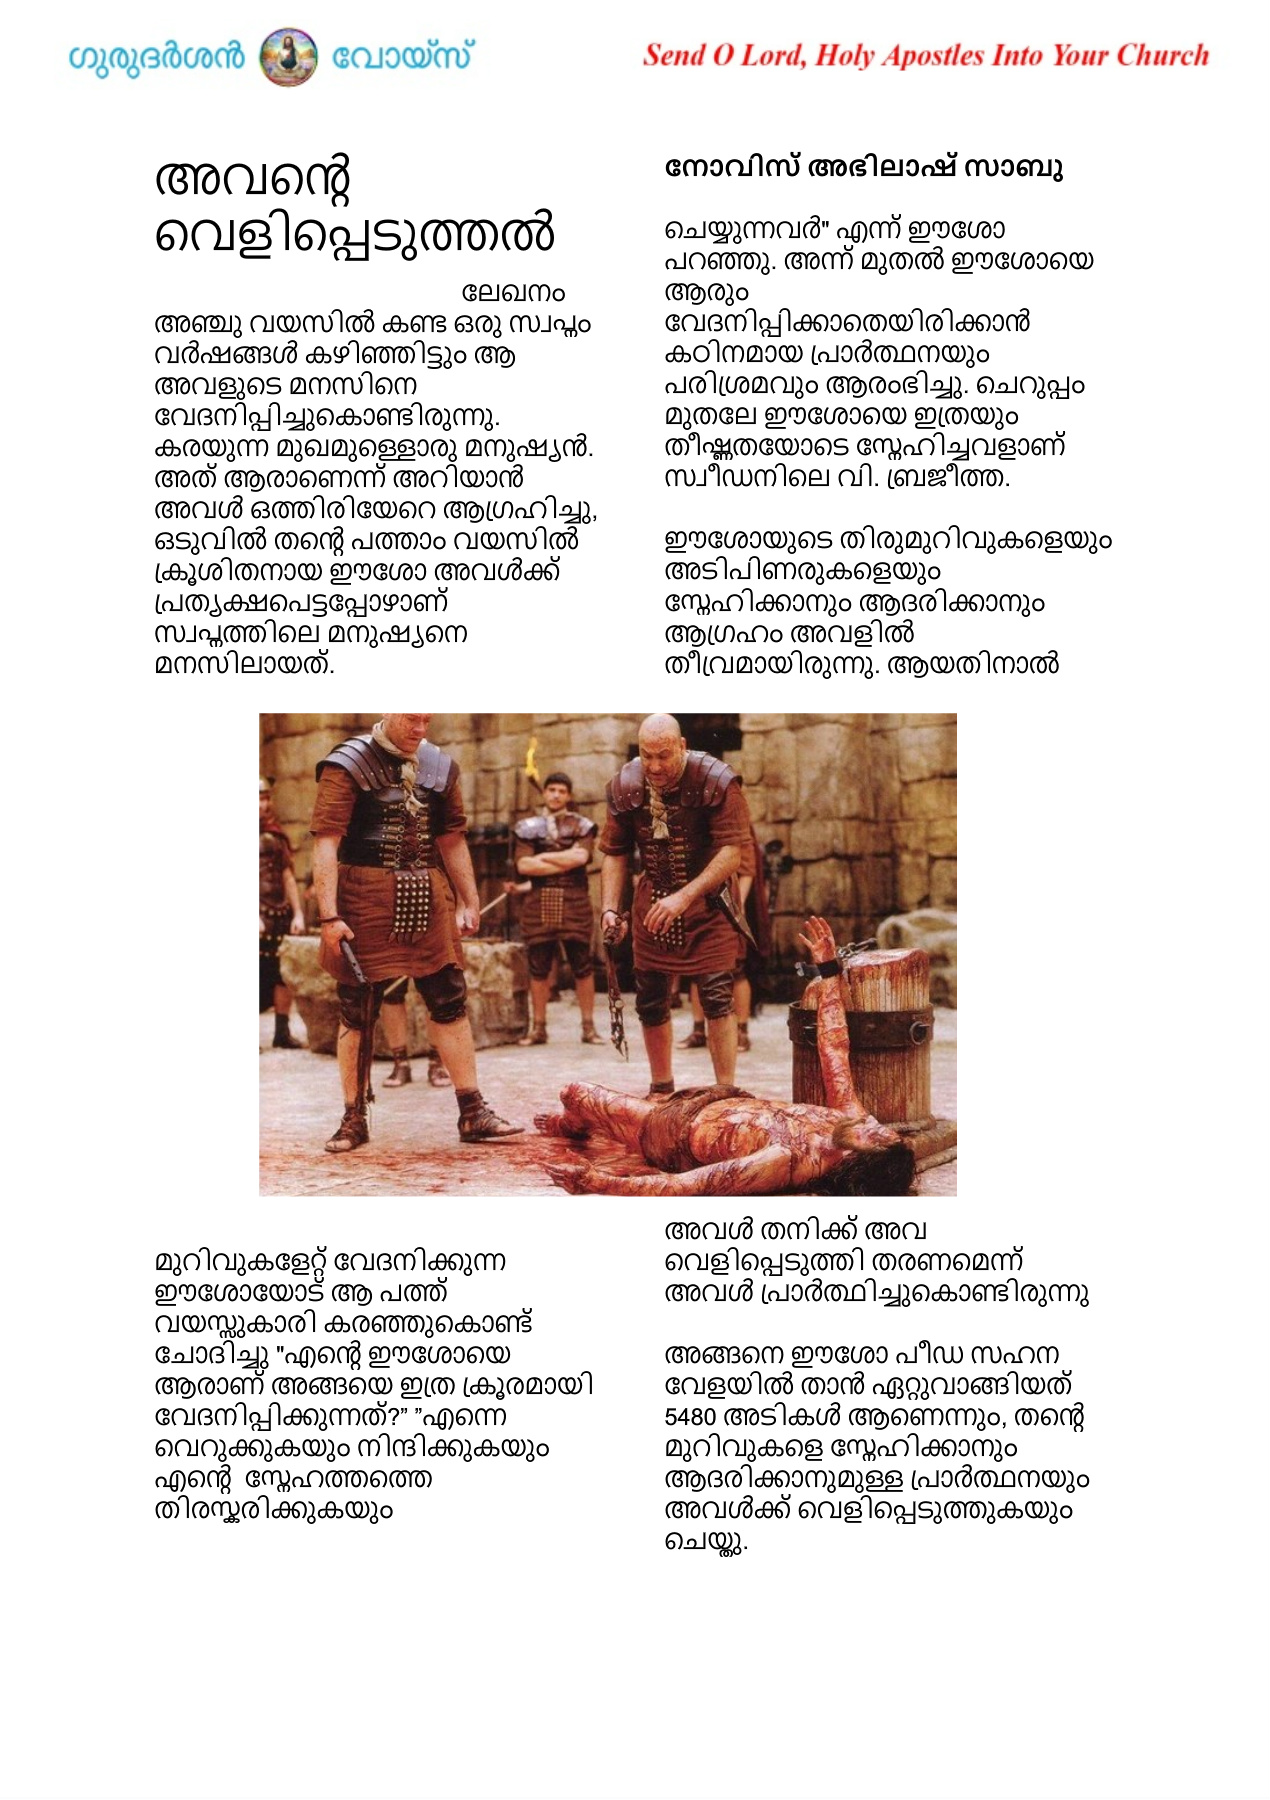 ഗുരുദർശൻ വോയ്സ്
Send O Lord, Holy Apostles Into Your Church
അവന്റെ
വെളിപ്പെടുത്തൽ
ലേഖനം
അഞ്ചു വയസിൽ കണ്ട ഒരു സ്വപ്നം
വർഷങ്ങൾ കഴിഞ്ഞിട്ടും ആ
അവളുടെ മനസിനെ
വേദനിപ്പിച്ചുകൊണ്ടിരുന്നു.
കരയുന്ന മുഖമുള്ളൊരു മനുഷ്യൻ.
അത് ആരാണെന്ന് അറിയാൻ
അവൾ ഒത്തിരിയേറെ ആഗ്രഹിച്ചു,
ഒടുവിൽ തന്റെ പത്താം വയസിൽ
ക്രൂശിതനായ ഈശോ അവൾക്ക്
പ്രത്യക്ഷപെട്ടപ്പോഴാണ്
സ്വപ്നത്തിലെ മനുഷ്യനെ
മനസിലായത്.
മുറിവുകളേറ്റ് വേദനിക്കുന്ന
ഈശോയോട് ആ പത്ത്
വയസ്സുകാരി കരഞ്ഞുകൊണ്ട്
ചോദിച്ചു "എന്റെ ഈശോയെ
ആരാണ് അങ്ങയെ ഇത്ര ക്രൂരമായി
വേദനിപ്പിക്കുന്നത്?” ”എന്നെ
വെറുക്കുകയും നിന്ദിക്കുകയും
എന്റെ  സ്നേഹത്തത്തെ
തിരസ്കരിക്കുകയും
നോവിസ് അഭിലാഷ് സാബു
ചെയ്യുന്നവർ" എന്ന് ഈശോ
പറഞ്ഞു. അന്ന് മുതൽ ഈശോയെ
ആരും
വേദനിപ്പിക്കാതെയിരിക്കാൻ
കഠിനമായ പ്രാർത്ഥനയും
പരിശ്രമവും ആരംഭിച്ചു. ചെറുപ്പം
മുതലേ ഈശോയെ ഇത്രയും
തീഷ്ണതയോടെ സ്നേഹിച്ചവളാണ്
സ്വീഡനിലെ വി. ബ്രജീത്ത.
ഈശോയുടെ തിരുമുറിവുകളെയും
അടിപിണരുകളെയും
സ്നേഹിക്കാനും ആദരിക്കാനും
ആഗ്രഹം അവളിൽ
തീവ്രമായിരുന്നു. ആയതിനാൽ
അവൾ തനിക്ക് അവ
വെളിപ്പെടുത്തി തരണമെന്ന്
അവൾ പ്രാർത്ഥിച്ചുകൊണ്ടിരുന്നു
അങ്ങനെ ഈശോ പീഡ സഹന
വേളയിൽ താൻ ഏറ്റുവാങ്ങിയത്
5480 അടികൾ ആണെന്നും, തന്റെ
മുറിവുകളെ സ്നേഹിക്കാനും
ആദരിക്കാനുമുള്ള പ്രാർത്ഥനയും
അവൾക്ക് വെളിപ്പെടുത്തുകയും
ചെയ്തു.